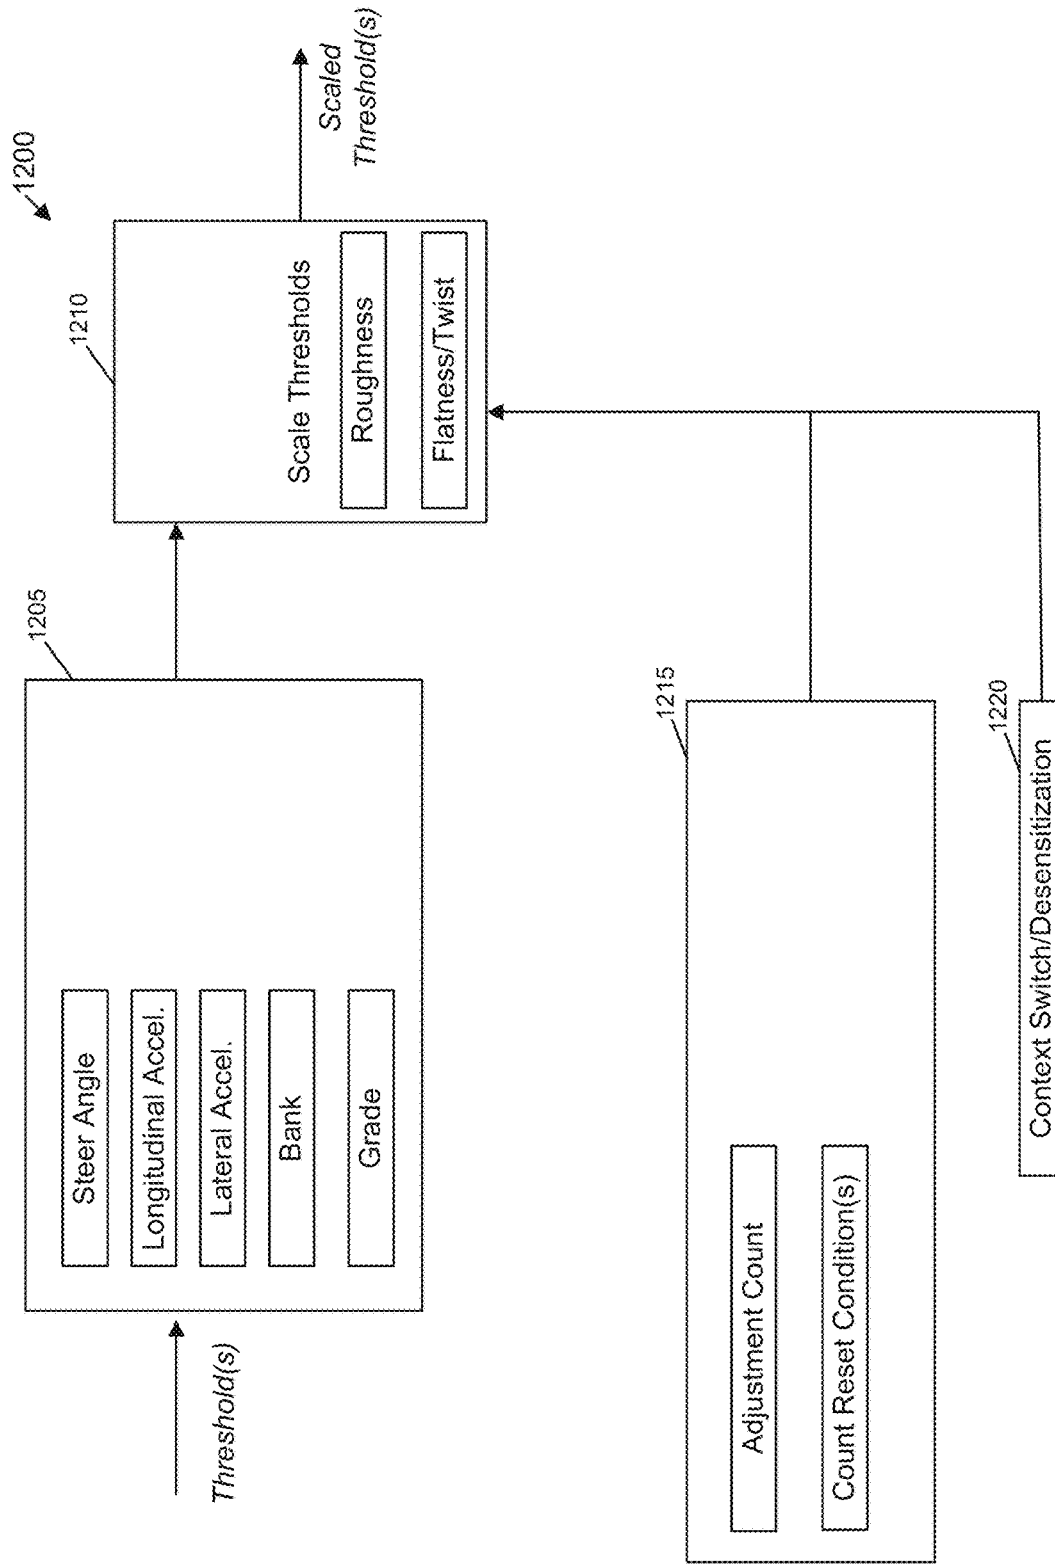 1200
1205
1210
Steer Angle
Longitudinal Accel.
Lateral Accel.
Bank
Grade
Threshold(s)
Scale Thresholds
Roughness
Flatness/Twist
Scaled
Threshold(s)
1215
Adjustment Count
Count Reset Condition(s)
1220
Context Switch/Desensitization